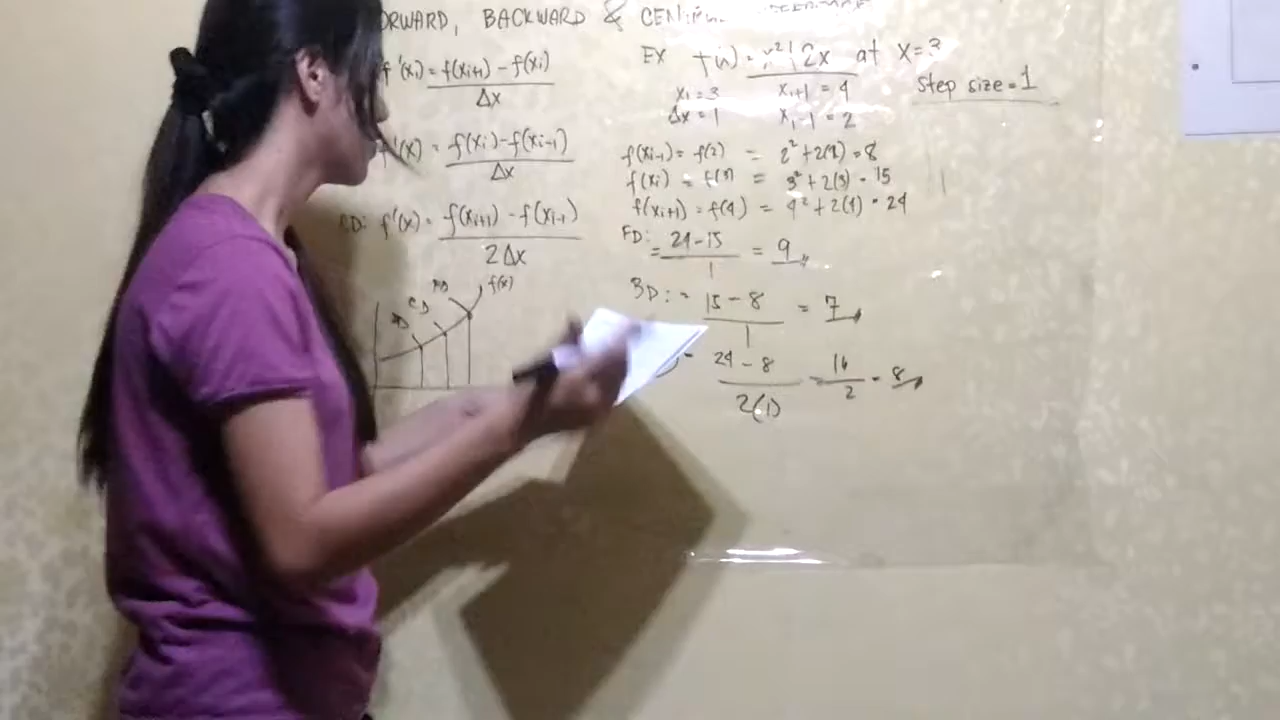 ORWARD, BACKWARD &
f'(xi) = f(xi+1) - f(xi)
Δx
f'(x) = f(xi) - f(xi-1)
Δx
CD: f'(x) = f(xi+1) - f(xi-1)
2Δx
CD
f(x)
EX f(x) = x²+2x at x=3
Step size = 1
xi = 3 xi+1 = 4
Δx = 1 xi-1 = 2
f(xi-1) = f(2) = 2² + 2(2) = 8
f(xi) = f(3) = 3² + 2(3) = 15
f(xi+1) = f(4) = 4² + 2(4) = 24
FD:
= 24-15 = 9
1
BD: = 15 - 8 = 7
1
24 - 8 = 16 = 8
2(1) 2